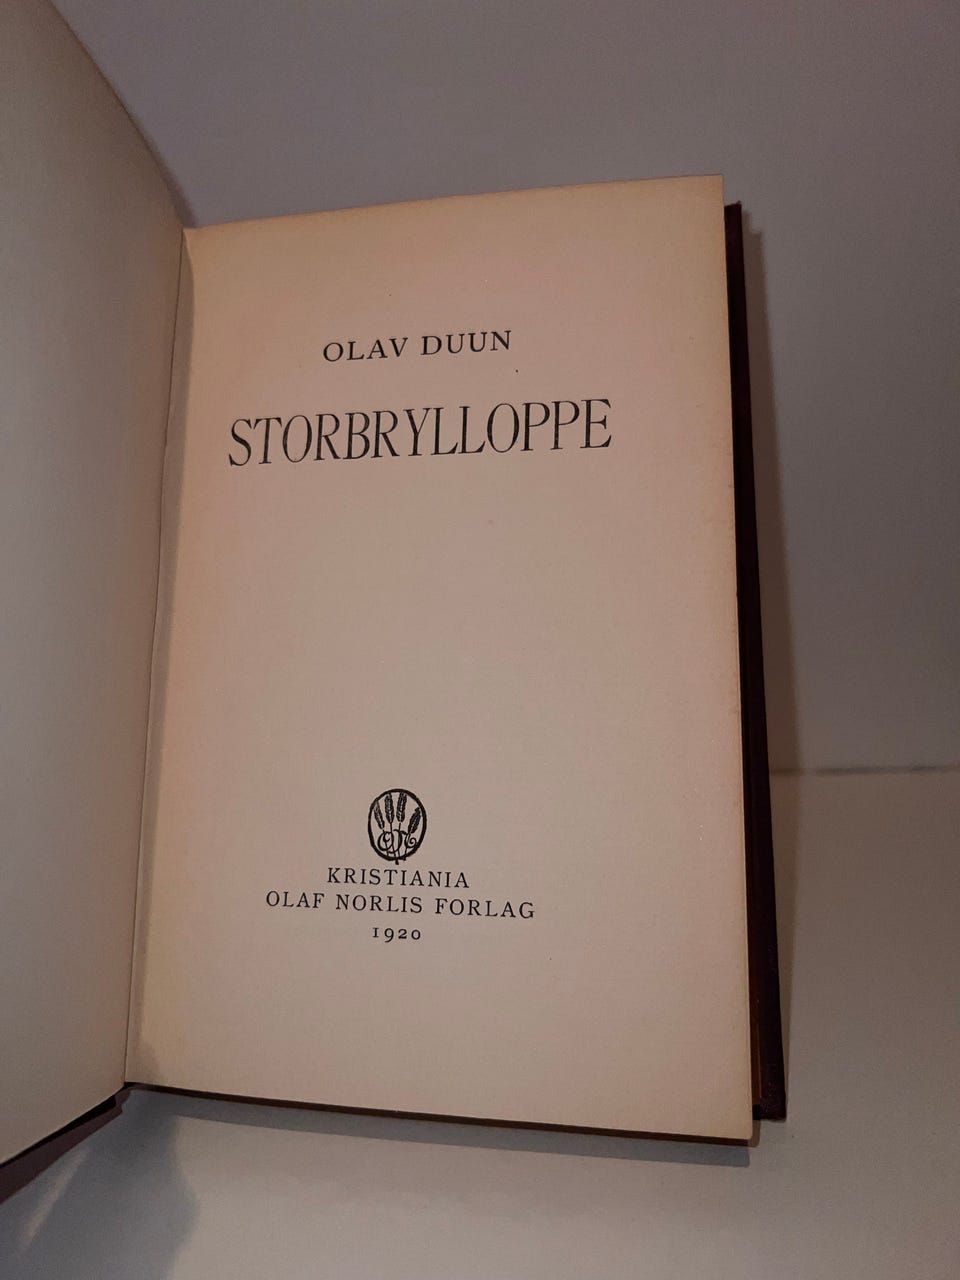 OLAV DUUN
STORBRYLLOPPE
KRISTIANIA
OLAF NORLIS FORLAG
1920